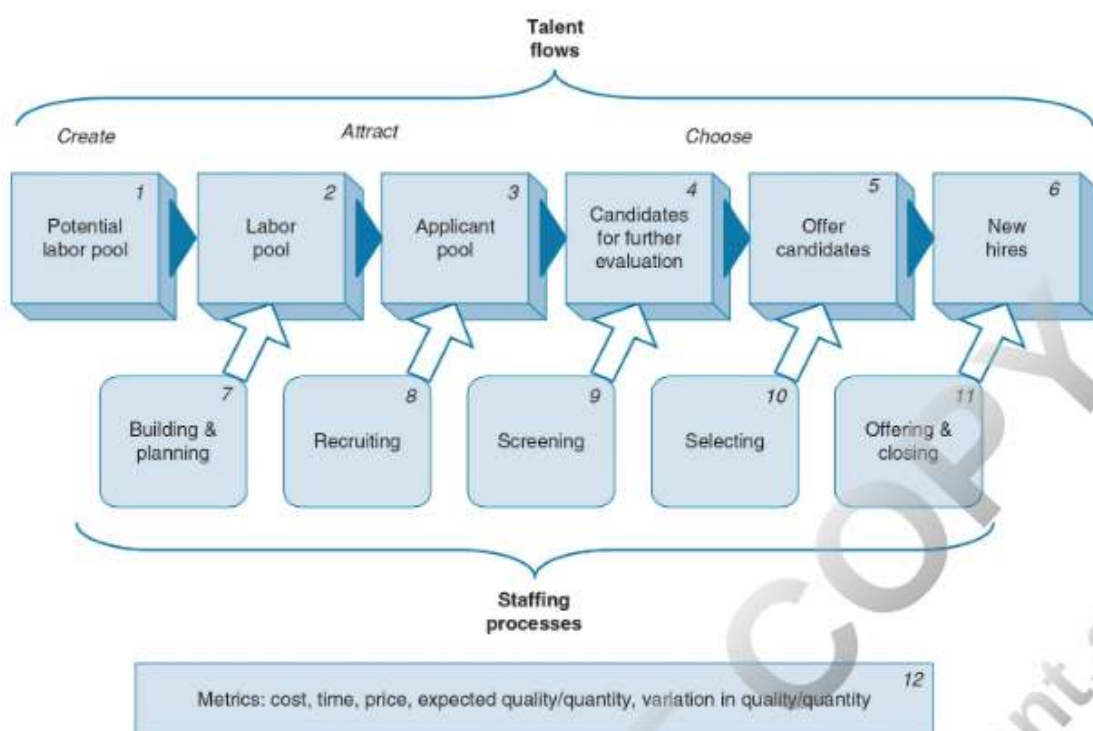 Talent
flows
Create
Attract
Choose
1
Potential
labor pool
2
Labor
pool
3
Applicant
pool
4
Candidates
for further
evaluation
5
Offer
candidates
6
New
hires
7
Building &
planning
8
Recruiting
9
Screening
10
Selecting
11
Offering &
closing
Staffing
processes
12
Metrics: cost, time, price, expected quality/quantity, variation in quality/quantity
COPY